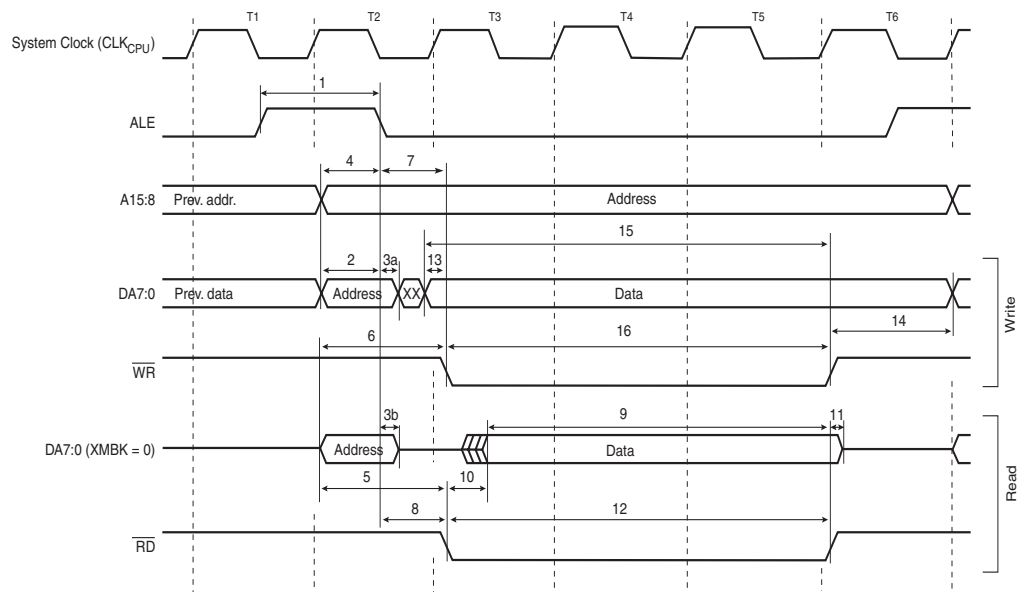 T1 T2 T3 T4 T5 T6
System Clock (CLKCPU)
1
ALE
4 7
A15:8 Prev. addr. Address
15
2 3a 13
DA7:0 Prev. data Address XX Data
6 16 14
WR
Write
3b 9 11
DA7:0 (XMBK = 0) Address Data
5 10
8 12
RD
Read